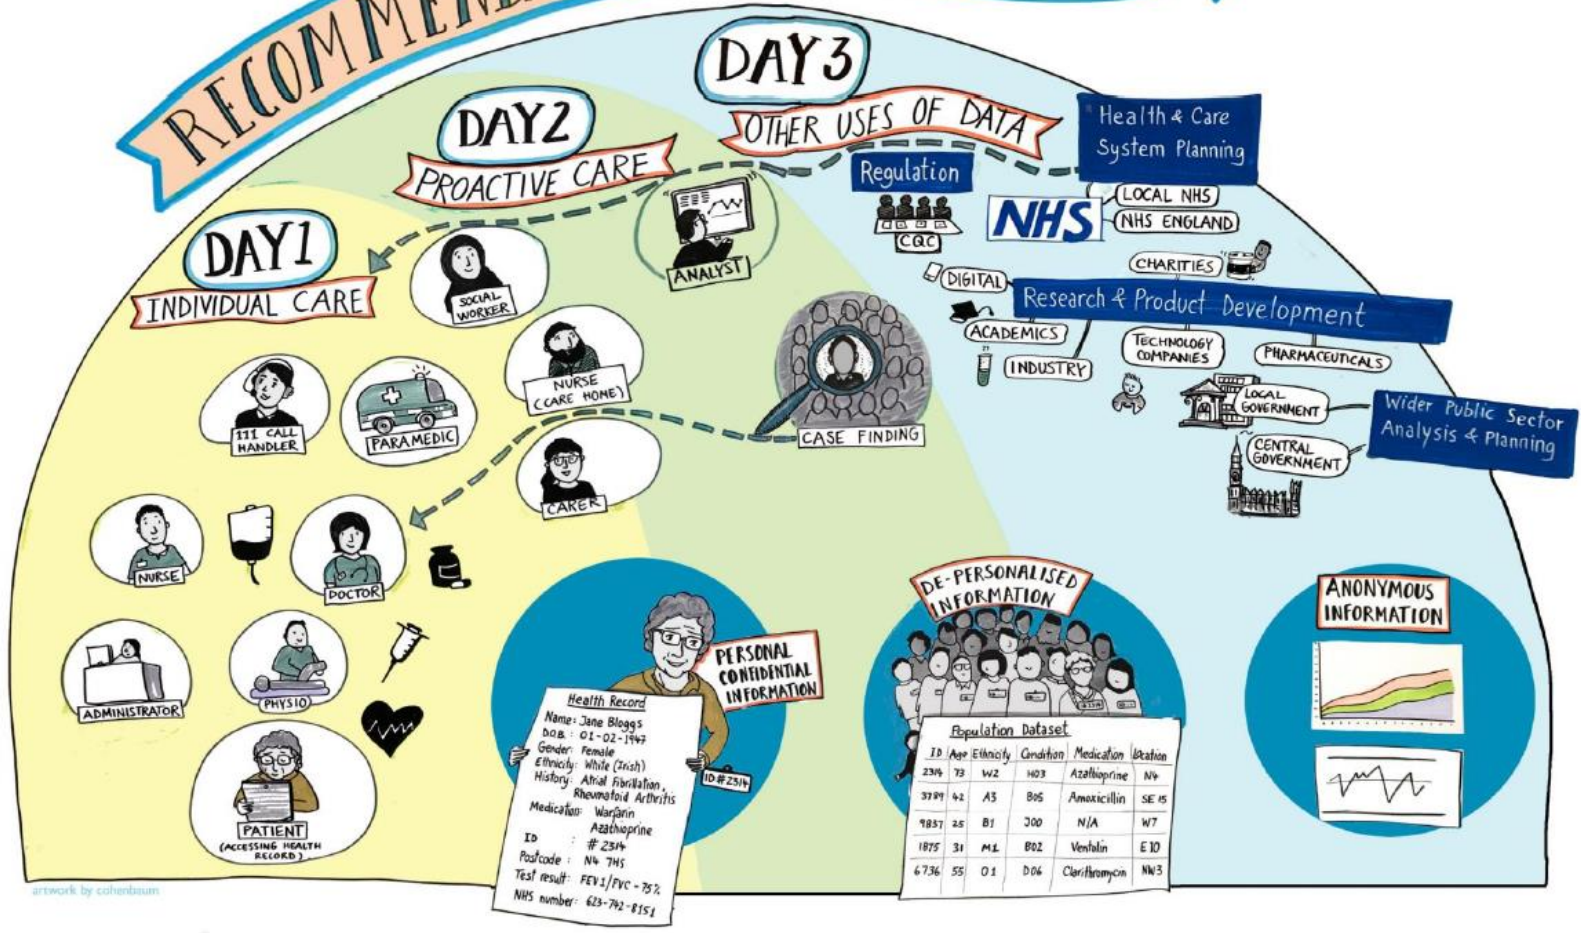 RECOMMEN
DAY 3
OTHER USES OF DATA
DAY 2
PROACTIVE CARE
DAY 1
INDIVIDUAL CARE
Health & Care
System Planning
Regulation
CQC
NHS
LOCAL NHS
NHS ENGLAND
CHARITIES
DIGITAL
Research & Product Development
ACADEMICS
INDUSTRY
TECHNOLOGY
COMPANIES
PHARMACEUTICALS
LOCAL
GOVERNMENT
Wider Public Sector
Analysis & Planning
CENTRAL
GOVERNMENT
ANALYST
SOCIAL
WORKER
NURSE
(CARE HOME)
CASE FINDING
CARER
111 CALL
HANDLER
PARAMEDIC
NURSE
DOCTOR
ADMINISTRATOR
PHYSIO
PATIENT
(ACCESSING HEALTH
RECORD)
PERSONAL
CONFIDENTIAL
INFORMATION
Health Record
Name: Jane Bloggs
D.O.B : 01-02-1947
Gender: Female
Ethnicity: White (Irish)
History: Atrial Fibrillation,
Rheumatoid Arthritis
Medication: Warfarin
Azathioprine
ID : # 2314
Postcode : N4 7HS
Test result: FEV1/FVC - 75%
NHS number: 623-742-8151
ID #2314
DE-PERSONALISED
INFORMATION
#2314
Population Dataset
ID Age Ethnicity Condition Medication Location
2314 73 W2 H03 Azathioprine N4
3789 42 A3 B05 Amoxicillin SE 15
9837 25 B1 J00 N/A W7
1875 31 M1 B02 Ventolin E10
6736 55 O1 D06 Clarithromycin NW3
ANONYMOUS
INFORMATION
artwork by cohenbaum